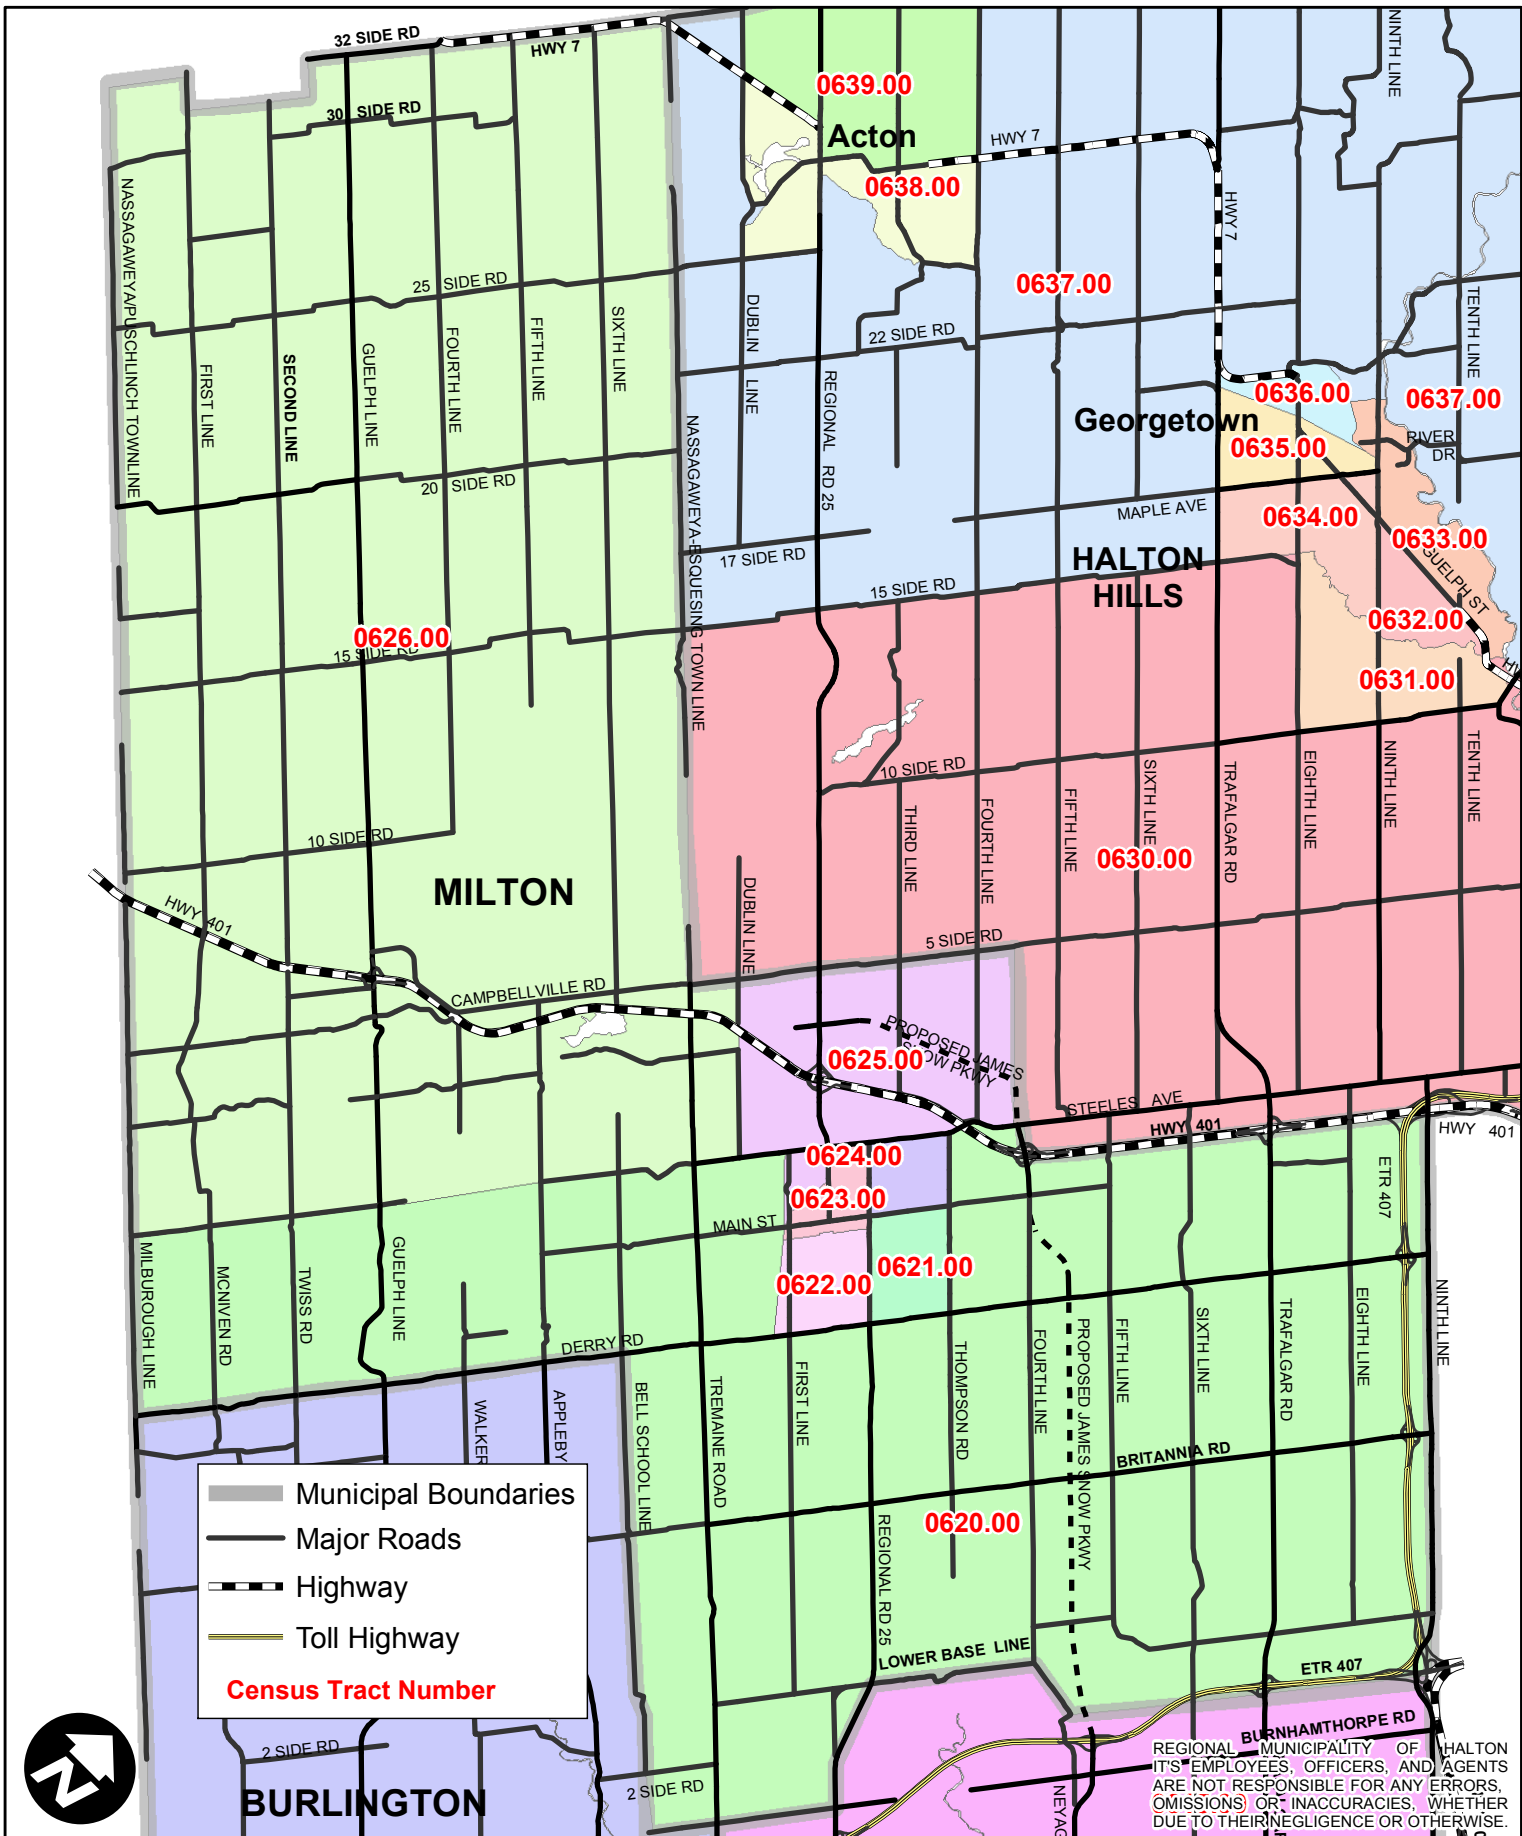 32 SIDE RD
HWY 7
NINTH LINE
0639.00
30 SIDE RD
Acton
HWY 7
0638.00
NASSAGAWEYA/PUSCHLINCH TOWNLINE
HWY 7
25 SIDE RD
0637.00
DUBLIN LINE
TENTH LINE
22 SIDE RD
FIRST LINE
SECOND LINE
GUELPH LINE
FOURTH LINE
FIFTH LINE
SIXTH LINE
REGIONAL RD 25
0636.00
0637.00
Georgetown
NASSAGAWEYA-ESQUESING TOWN LINE
0635.00
RIVER
DR
20 SIDE RD
MAPLE AVE
0634.00
0633.00
17 SIDE RD
HALTON
HILLS
GUELPH ST
15 SIDE RD
0632.00
0626.00
15 SIDE RD
0631.00
10 SIDE RD
THIRD LINE
FOURTH LINE
FIFTH LINE
SIXTH LINE
TRAFALGAR RD
EIGHTH LINE
NINTH LINE
TENTH LINE
10 SIDE RD
0630.00
MILTON
DUBLIN LINE
HWY 401
5 SIDE RD
CAMPBELLVILLE RD
PROPOSED JAMES
SNOW PKWY
0625.00
STEELES AVE
HWY 401
HWY 401
0624.00
ETR 407
0623.00
MAIN ST
0621.00
0622.00
MILBUROUGH LINE
MCNIVEN RD
TWISS RD
GUELPH LINE
DERRY RD
FIRST LINE
THOMPSON RD
FOURTH LINE
PROPOSED JAMES SNOW PKWY
FIFTH LINE
SIXTH LINE
TRAFALGAR RD
EIGHTH LINE
NINTH LINE
WALKER
APPLEBY
BELL SCHOOL LINE
TREMAINE ROAD
BRITANNIA RD
0620.00
REGIONAL RD 25
Municipal Boundaries
Major Roads
Highway
Toll Highway
Census Tract Number
LOWER BASE LINE
ETR 407
BURNHAMTHORPE RD
N
2 SIDE RD
2 SIDE RD
BURLINGTON
NEYAG
REGIONAL MUNICIPALITY OF HALTON
IT'S EMPLOYEES, OFFICERS, AND AGENTS
ARE NOT RESPONSIBLE FOR ANY ERRORS,
OMISSIONS OR INACCURACIES, WHETHER
DUE TO THEIR NEGLIGENCE OR OTHERWISE.